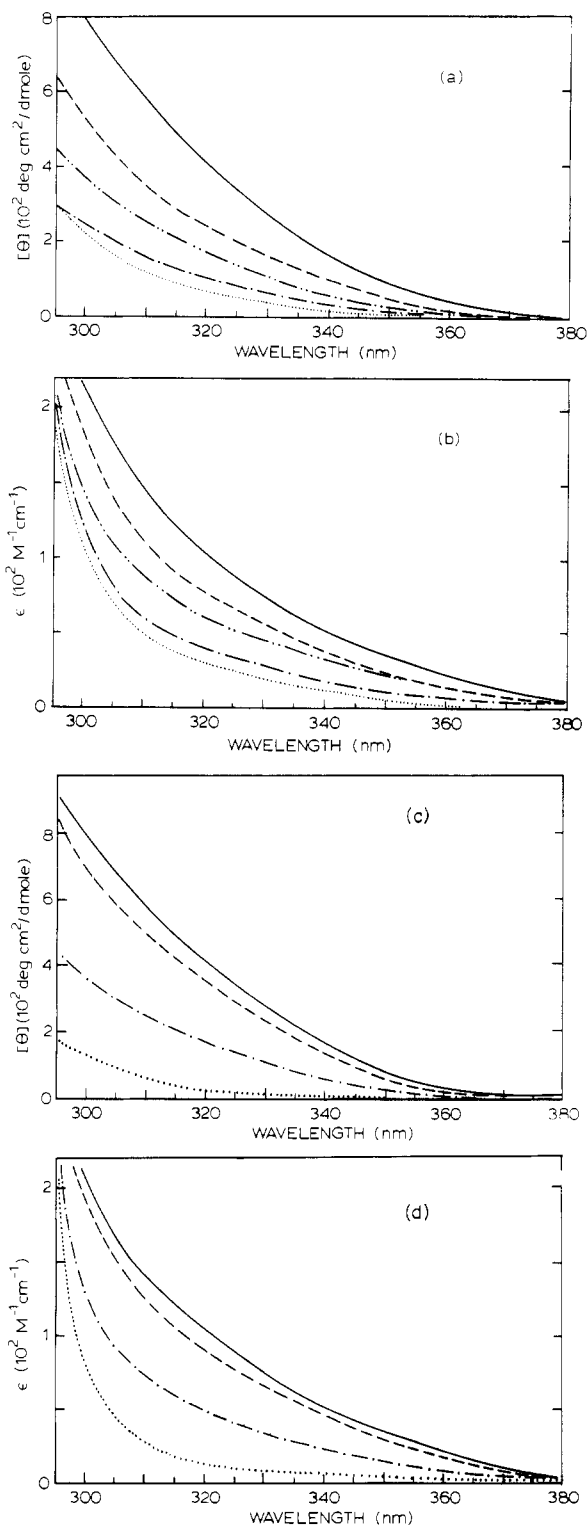 8
6
4
2
0
[θ] (10² deg cm²/dmole)
(a)
300 320 340 360 380
WAVELENGTH (nm)
2
1
0
ε (10² M⁻¹cm⁻¹)
(b)
300 320 340 360 380
WAVELENGTH (nm)
8
6
4
2
0
[θ] (10² deg cm²/dmole)
(c)
300 320 340 360 380
WAVELENGTH (nm)
2
1
0
ε (10² M⁻¹cm⁻¹)
(d)
300 320 340 360 380
WAVELENGTH (nm)